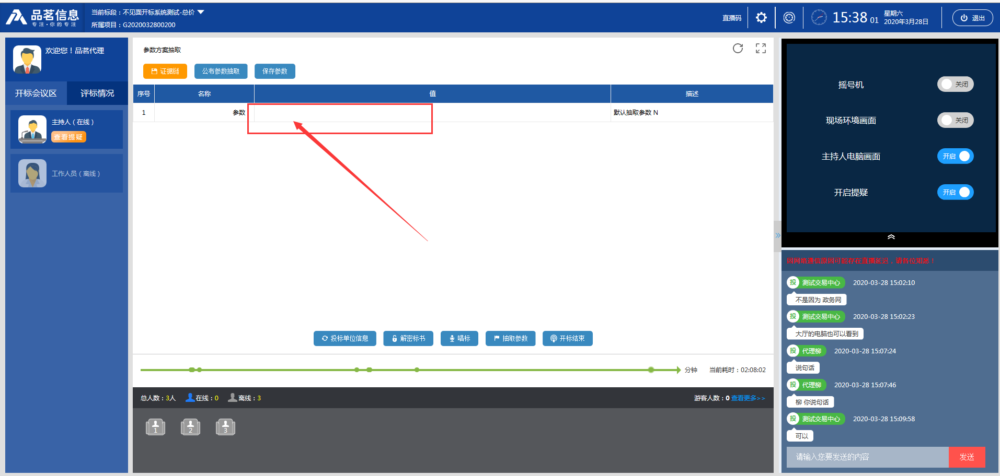 品茗信息
专注·你的专注
当前标段：不见面开标系统测试-总价
所属项目：G2020032800200
直播码
15:38 01
星期六
2020年3月28日
退出
欢迎您！品茗代理
开标会议区
评标情况
主持人（在线）
查看提疑
工作人员（离线）
参数方案抽取
证据链
公布参数抽取
保存参数
序号 名称 值 描述
1 参数 默认抽取参数 N
投标单位信息
解密标书
唱标
抽取参数
开标结束
分钟
当前耗时：02:08:02
总人数：3人
在线：0
离线：3
游客人数：0 查看更多>>
1
2
3
摇号机 关闭
现场环境画面 关闭
主持人电脑画面 开启
开启提疑 开启
因网络通信原因可能存在直播延迟，请各位知悉！
投 测试交易中心 2020-03-28 15:02:10
不是因为 政务网
投 测试交易中心 2020-03-28 15:02:23
大厅的电脑也可以看到
投 代理柳 2020-03-28 15:07:24
说句话
投 代理柳 2020-03-28 15:07:46
柳 你说句话
投 测试交易中心 2020-03-28 15:09:58
可以
请输入您要发送的内容
发送